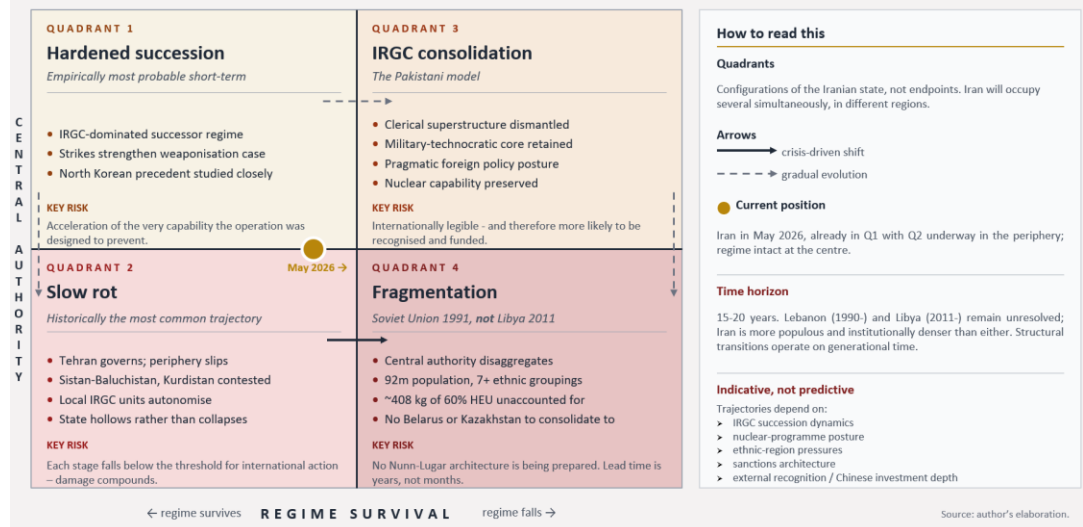 CENTRAL AUTHORITY
QUADRANT 1
Hardened succession
Empirically most probable short-term
• IRGC-dominated successor regime
• Strikes strengthen weaponisation case
• North Korean precedent studied closely
KEY RISK
Acceleration of the very capability the operation was
designed to prevent.
QUADRANT 3
IRGC consolidation
The Pakistani model
• Clerical superstructure dismantled
• Military-technocratic core retained
• Pragmatic foreign policy posture
• Nuclear capability preserved
KEY RISK
Internationally legible - and therefore more likely to be
recognised and funded.
QUADRANT 2
May 2026 →
Slow rot
Historically the most common trajectory
• Tehran governs; periphery slips
• Sistan-Baluchistan, Kurdistan contested
• Local IRGC units autonomise
• State hollows rather than collapses
KEY RISK
Each stage falls below the threshold for international action
– damage compounds.
QUADRANT 4
Fragmentation
Soviet Union 1991, not Libya 2011
• Central authority disaggregates
• 92m population, 7+ ethnic groupings
• ~408 kg of 60% HEU unaccounted for
• No Belarus or Kazakhstan to consolidate to
KEY RISK
No Nunn-Lugar architecture is being prepared. Lead time is
years, not months.
← regime survives REGIME SURVIVAL regime falls →
How to read this
Quadrants
Configurations of the Iranian state, not endpoints. Iran will occupy
several simultaneously, in different regions.
Arrows
crisis-driven shift
gradual evolution
Current position
Iran in May 2026, already in Q1 with Q2 underway in the periphery;
regime intact at the centre.
Time horizon
15-20 years. Lebanon (1990-) and Libya (2011-) remain unresolved;
Iran is more populous and institutionally denser than either. Structural
transitions operate on generational time.
Indicative, not predictive
Trajectories depend on:
➤ IRGC succession dynamics
➤ nuclear-programme posture
➤ ethnic-region pressures
➤ sanctions architecture
➤ external recognition / Chinese investment depth
Source: author's elaboration.